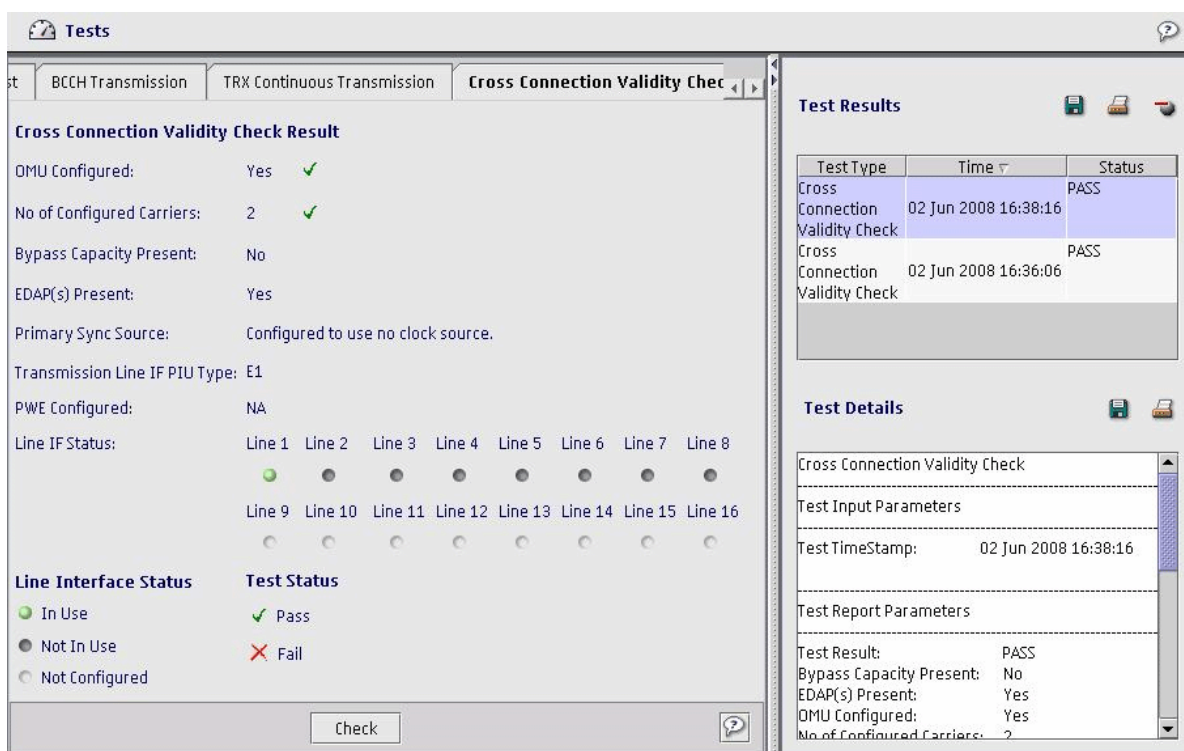 Tests
st BCCH Transmission TRX Continuous Transmission Cross Connection Validity Chec
Cross Connection Validity Check Result
OMU Configured: Yes
No of Configured Carriers: 2
Bypass Capacity Present: No
EDAP(s) Present: Yes
Primary Sync Source: Configured to use no clock source.
Transmission Line IF PIU Type: E1
PWE Configured: NA
Line IF Status: Line 1 Line 2 Line 3 Line 4 Line 5 Line 6 Line 7 Line 8
Line 9 Line 10 Line 11 Line 12 Line 13 Line 14 Line 15 Line 16
Line Interface Status Test Status
In Use Pass
Not In Use Fail
Not Configured
Check
Test Results
Test Type Time Status
Cross PASS
Connection 02 Jun 2008 16:38:16
Validity Check
Cross PASS
Connection 02 Jun 2008 16:36:06
Validity Check
Test Details
Cross Connection Validity Check
Test Input Parameters
Test TimeStamp: 02 Jun 2008 16:38:16
Test Report Parameters
Test Result: PASS
Bypass Capacity Present: No
EDAP(s) Present: Yes
OMU Configured: Yes
No of Configured Carriers: 2